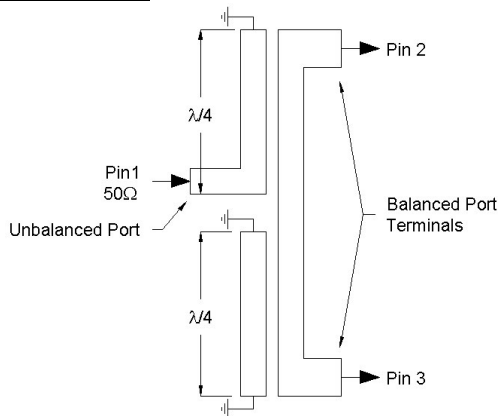 Pin 2
λ/4
Pin1
50Ω
Unbalanced Port
Balanced Port
Terminals
λ/4
Pin 3